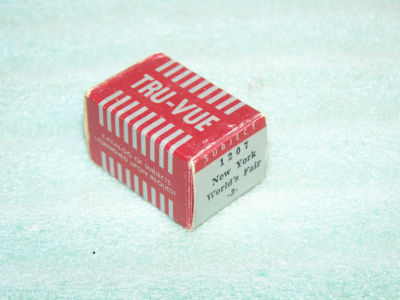 TRU-VUE
CATALOG OF SUBJECTS
FURNISHED UPON REQUEST
SUBJECT
1207
New York
World's Fair
-3-